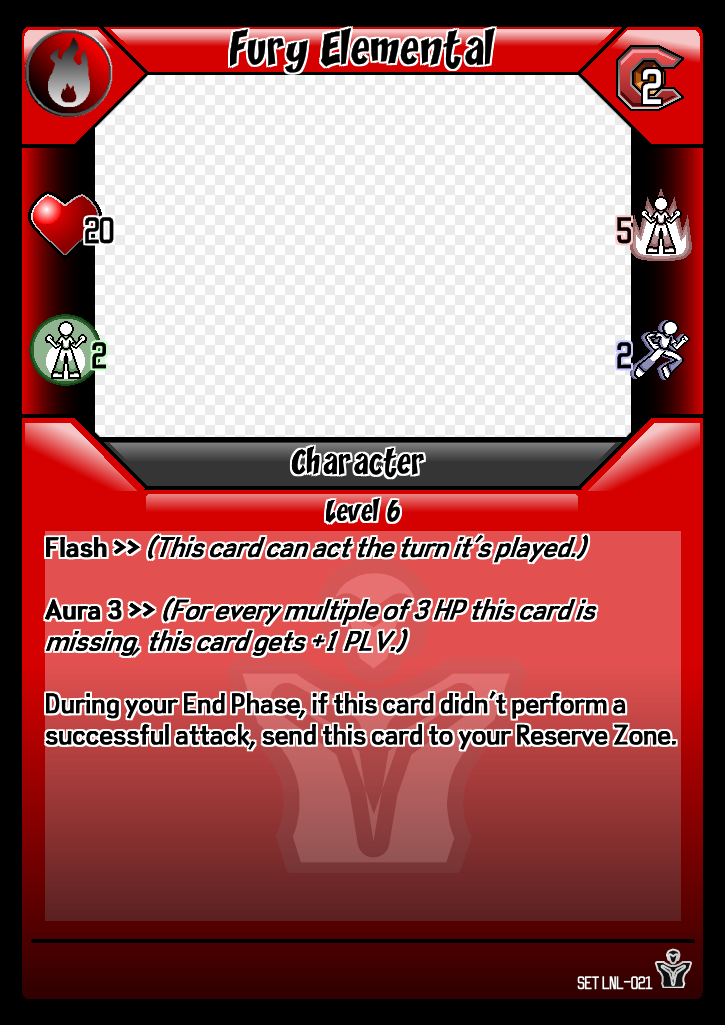 Fury Elemental
2
20
5
2
2
Character
Level 6
Flash >> (This card can act the turn it's played.)
Aura 3 >> (For every multiple of 3 HP this card is
missing, this card gets +1 PLV.)
During your End Phase, if this card didn't perform a
successful attack, send this card to your Reserve Zone.
SET LNL-021